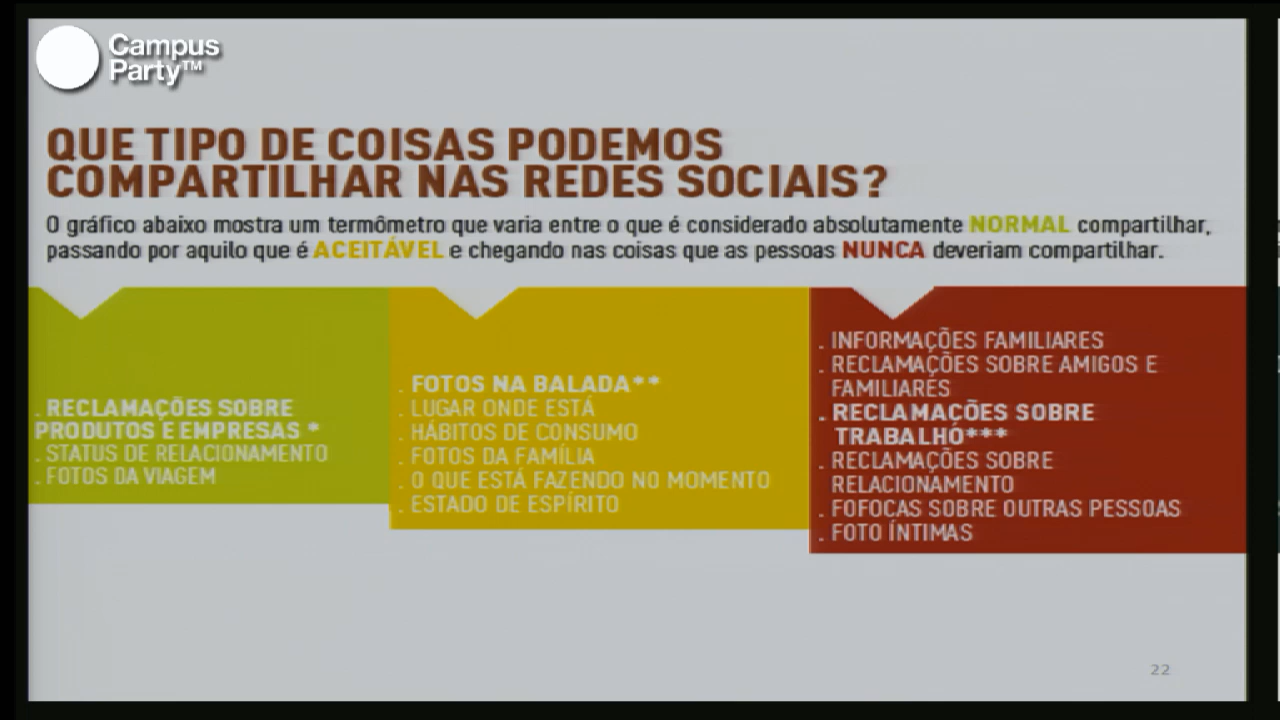 Campus
Party™
QUE TIPO DE COISAS PODEMOS
COMPARTILHAR NAS REDES SOCIAIS?
O gráfico abaixo mostra um termômetro que varia entre o que é considerado absolutamente NORMAL compartilhar,
passando por aquilo que é ACEITÁVEL e chegando nas coisas que as pessoas NUNCA deveriam compartilhar.
. RECLAMAÇÕES SOBRE
PRODUTOS E EMPRESAS *
. STATUS DE RELACIONAMENTO
. FOTOS DA VIAGEM
. FOTOS NA BALADA**
. LUGAR ONDE ESTÁ
. HÁBITOS DE CONSUMO
. FOTOS DA FAMÍLIA
. O QUE ESTÁ FAZENDO NO MOMENTO
. ESTADO DE ESPÍRITO
. INFORMAÇÕES FAMILIARES
. RECLAMAÇÕES SOBRE AMIGOS E
FAMILIARES
. RECLAMAÇÕES SOBRE
TRABALHO***
. RECLAMAÇÕES SOBRE
RELACIONAMENTO
. FOFOCAS SOBRE OUTRAS PESSOAS
. FOTO ÍNTIMAS
22